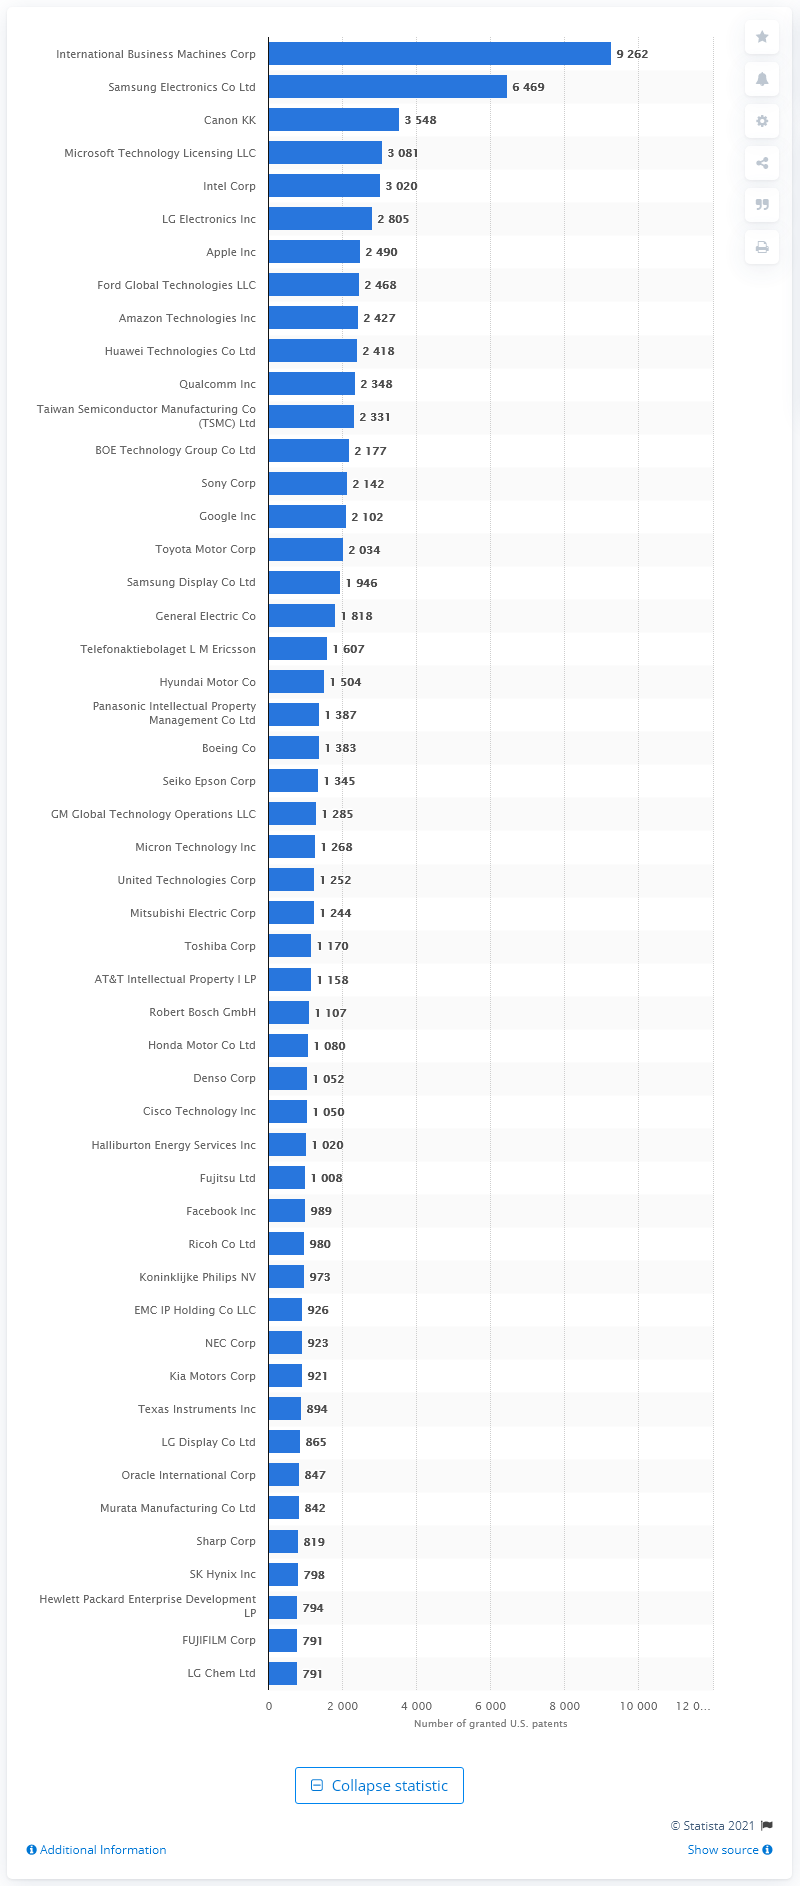 International Business Machines Corp 9 262
Samsung Electronics Co Ltd 6 469
Canon KK 3 548
Microsoft Technology Licensing LLC 3 081
Intel Corp 3 020
LG Electronics Inc 2 805
Apple Inc 2 490
Ford Global Technologies LLC 2 468
Amazon Technologies Inc 2 427
Huawei Technologies Co Ltd 2 418
Qualcomm Inc 2 348
Taiwan Semiconductor Manufacturing Co
(TSMC) Ltd 2 331
BOE Technology Group Co Ltd 2 177
Sony Corp 2 142
Google Inc 2 102
Toyota Motor Corp 2 034
Samsung Display Co Ltd 1 946
General Electric Co 1 818
Telefonaktiebolaget L M Ericsson 1 607
Hyundai Motor Co 1 504
Panasonic Intellectual Property
Management Co Ltd 1 387
Boeing Co 1 383
Seiko Epson Corp 1 345
GM Global Technology Operations LLC 1 285
Micron Technology Inc 1 268
United Technologies Corp 1 252
Mitsubishi Electric Corp 1 244
Toshiba Corp 1 170
AT&T Intellectual Property I LP 1 158
Robert Bosch GmbH 1 107
Honda Motor Co Ltd 1 080
Denso Corp 1 052
Cisco Technology Inc 1 050
Halliburton Energy Services Inc 1 020
Fujitsu Ltd 1 008
Facebook Inc 989
Ricoh Co Ltd 980
Koninklijke Philips NV 973
EMC IP Holding Co LLC 926
NEC Corp 923
Kia Motors Corp 921
Texas Instruments Inc 894
LG Display Co Ltd 865
Oracle International Corp 847
Murata Manufacturing Co Ltd 842
Sharp Corp 819
SK Hynix Inc 798
Hewlett Packard Enterprise Development
LP 794
FUJIFILM Corp 791
LG Chem Ltd 791
0 2 000 4 000 6 000 8 000 10 000 12 0...
Number of granted U.S. patents
Collapse statistic
© Statista 2021
Additional Information Show source